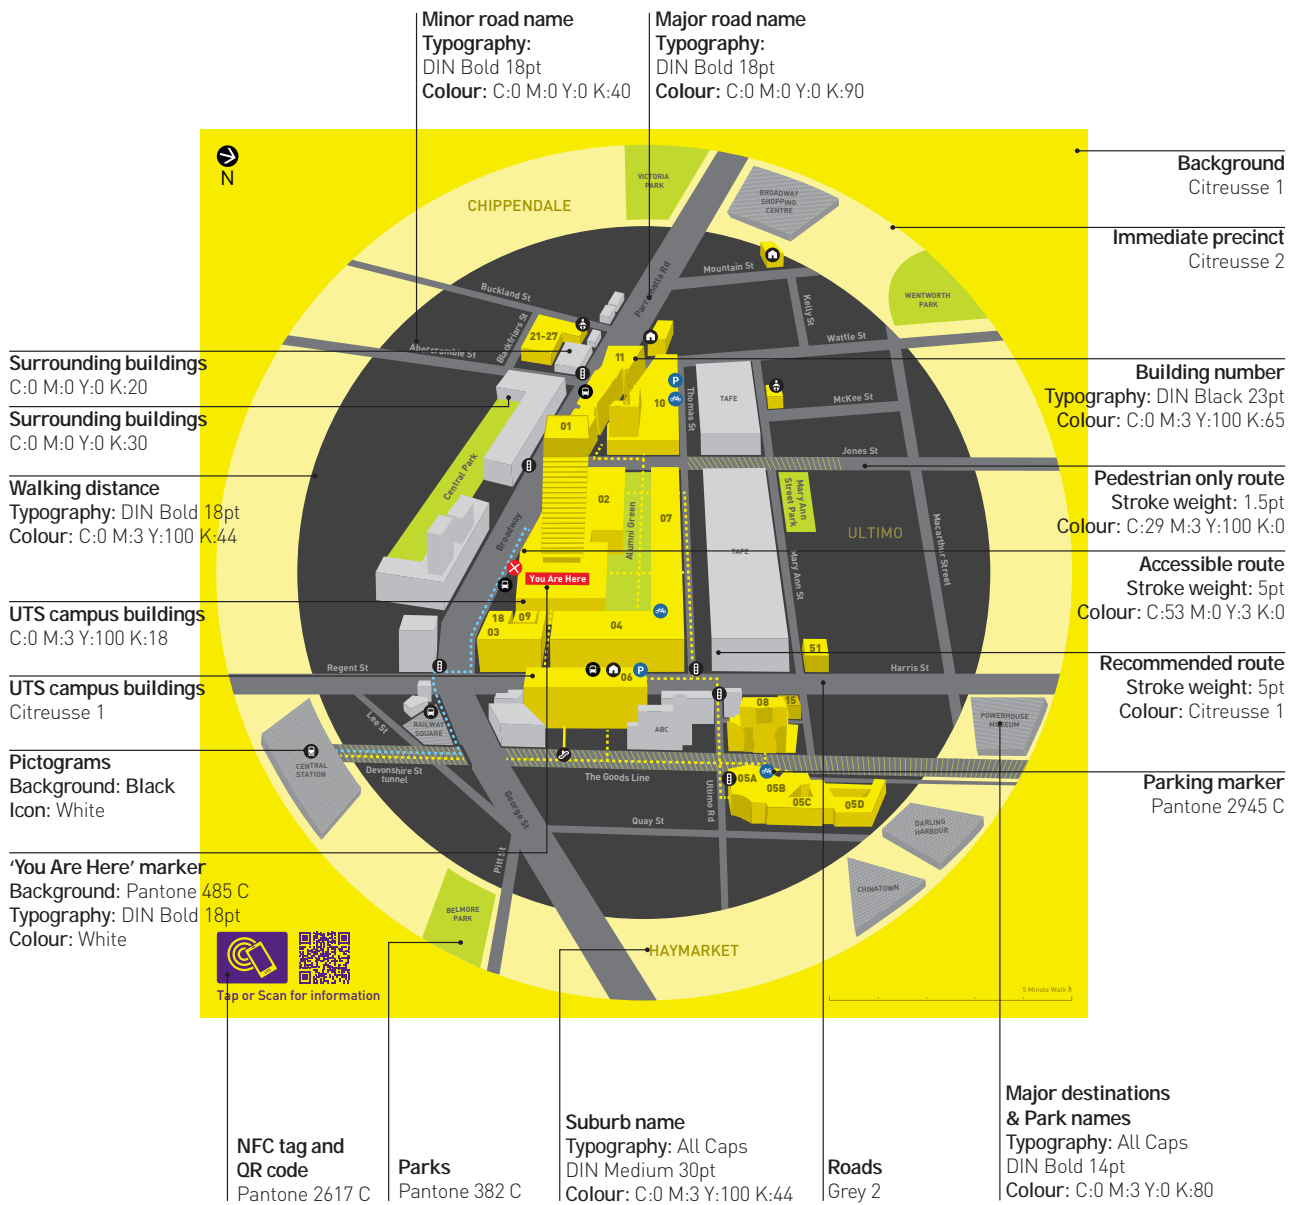 Minor road name
Typography:
DIN Bold 18pt
Colour: C:0 M:0 Y:0 K:40
Major road name
Typography:
DIN Bold 18pt
Colour: C:0 M:0 Y:0 K:90
Background
Citreusse 1
Immediate precinct
Citreusse 2
Building number
Typography: DIN Black 23pt
Colour: C:0 M:3 Y:100 K:65
Pedestrian only route
Stroke weight: 1.5pt
Colour: C:29 M:3 Y:100 K:0
Accessible route
Stroke weight: 5pt
Colour: C:53 M:0 Y:3 K:0
Recommended route
Stroke weight: 5pt
Colour: Citreusse 1
Parking marker
Pantone 2945 C
Surrounding buildings
C:0 M:0 Y:0 K:20
Surrounding buildings
C:0 M:0 Y:0 K:30
Walking distance
Typography: DIN Bold 18pt
Colour: C:0 M:3 Y:100 K:44
UTS campus buildings
C:0 M:3 Y:100 K:18
UTS campus buildings
Citreusse 1
Pictograms
Background: Black
Icon: White
‘You Are Here’ marker
Background: Pantone 485 C
Typography: DIN Bold 18pt
Colour: White
N
CHIPPENDALE
VICTORIA
PARK
BROADWAY
SHOPPING
CENTRE
WENTWORTH
PARK
Buckland St
Blackfriars St
Abercrombie St
Parramatta Rd
Mountain St
Kelly St
Wattle St
McKee St
Jones St
Thomas St
21-27
11
10
P
01
TAFE
Central Park
Broadway
02
Alumni Green
07
TAFE
Mary Ann
Street Park
Mary Ann St
ULTIMO
Macarthur Street
You Are Here
18
09
03
04
51
Regent St
Harris St
06
P
08
15
Lee St
RAILWAY
SQUARE
ABC
POWERHOUSE
MUSEUM
CENTRAL
STATION
Devonshire St
tunnel
The Goods Line
Ultimo Rd
05A
05B
05C
05D
George St
Quay St
Pitt St
DARLING
HARBOUR
CHINATOWN
BELMORE
PARK
HAYMARKET
Tap or Scan for information
5 Minute Walk
NFC tag and
QR code
Pantone 2617 C
Parks
Pantone 382 C
Suburb name
Typography: All Caps
DIN Medium 30pt
Colour: C:0 M:3 Y:100 K:44
Roads
Grey 2
Major destinations
& Park names
Typography: All Caps
DIN Bold 14pt
Colour: C:0 M:3 Y:0 K:80